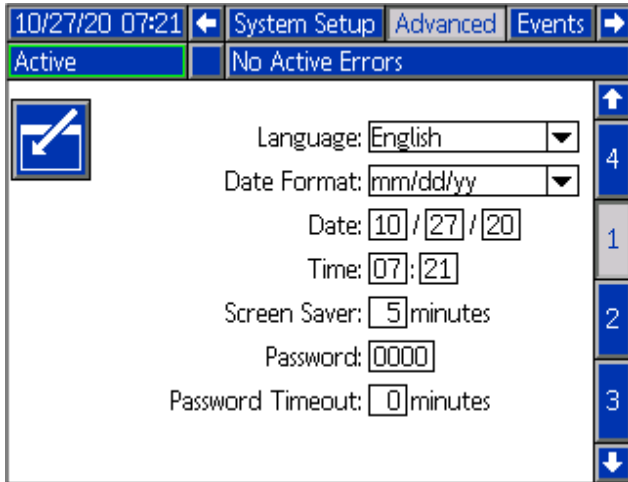 10/27/20 07:21 System Setup Advanced Events
Active No Active Errors
Language: English
4
Date Format: mm/dd/yy
Date: 10 / 27 / 20
1
Time: 07 : 21
Screen Saver: 5 minutes
2
Password: 0000
Password Timeout: 0 minutes
3